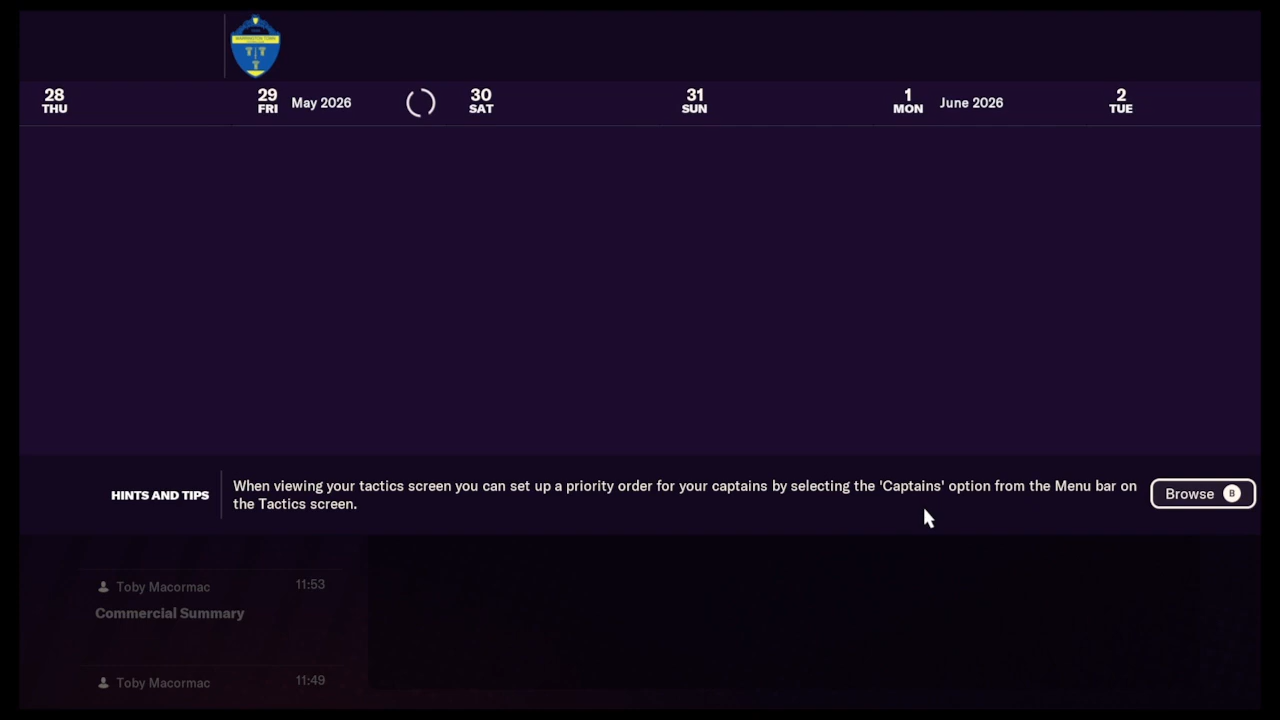 28
THU
29
FRI
May 2026
30
SAT
31
SUN
1
MON
June 2026
2
TUE
HINTS AND TIPS
When viewing your tactics screen you can set up a priority order for your captains by selecting the 'Captains' option from the Menu bar on
the Tactics screen.
Browse B
Toby Macormac 11:53
Commercial Summary
Toby Macormac 11:49